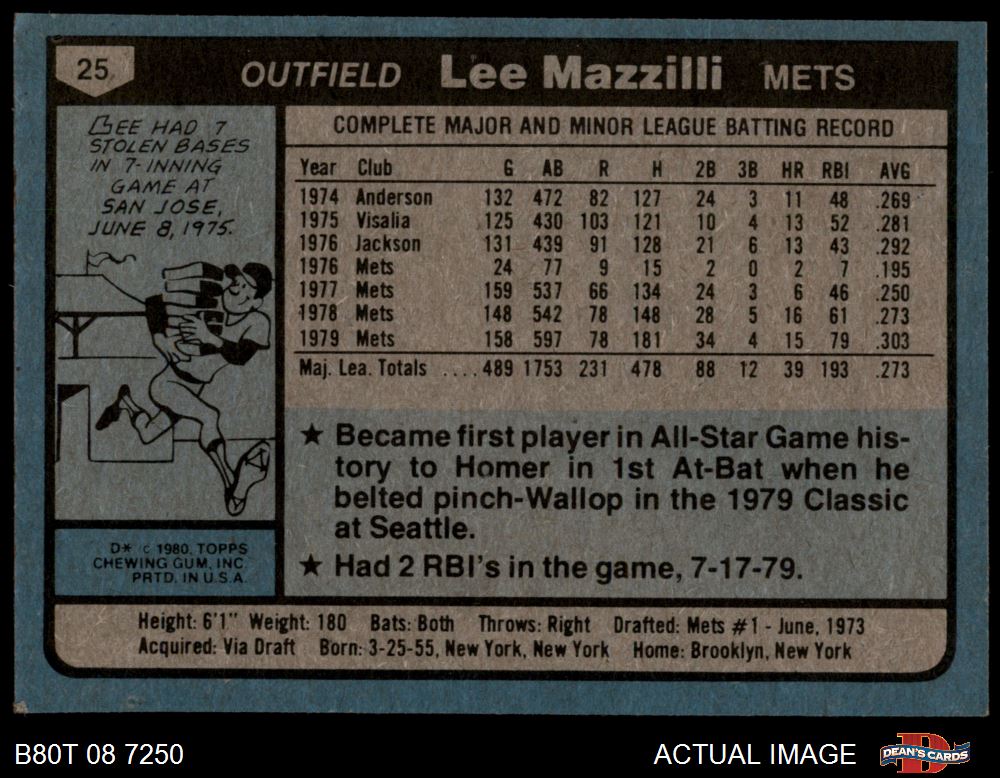 25
OUTFIELD Lee Mazzilli METS
LEE HAD 7
STOLEN BASES
IN 7-INNING
GAME AT
SAN JOSE,
JUNE 8, 1975.
COMPLETE MAJOR AND MINOR LEAGUE BATTING RECORD
Year Club G AB R H 2B 3B HR RBI AVG
1974 Anderson 132 472 82 127 24 3 11 48 .269
1975 Visalia 125 430 103 121 10 4 13 52 .281
1976 Jackson 131 439 91 128 21 6 13 43 .292
1976 Mets 24 77 9 15 2 0 2 7 .195
1977 Mets 159 537 66 134 24 3 6 46 .250
1978 Mets 148 542 78 148 28 5 16 61 .273
1979 Mets 158 597 78 181 34 4 15 79 .303
Maj. Lea. Totals .... 489 1753 231 478 88 12 39 193 .273
★ Became first player in All-Star Game his-
tory to Homer in 1st At-Bat when he
belted pinch-Wallop in the 1979 Classic
at Seattle.
★ Had 2 RBI's in the game, 7-17-79.
D* © 1980, TOPPS
CHEWING GUM, INC.
PRTD. IN U.S.A.
Height: 6'1" Weight: 180 Bats: Both Throws: Right Drafted: Mets #1 - June, 1973
Acquired: Via Draft Born: 3-25-55, New York, New York Home: Brooklyn, New York
B80T 08 7250
ACTUAL IMAGE
DEAN'S CARDS